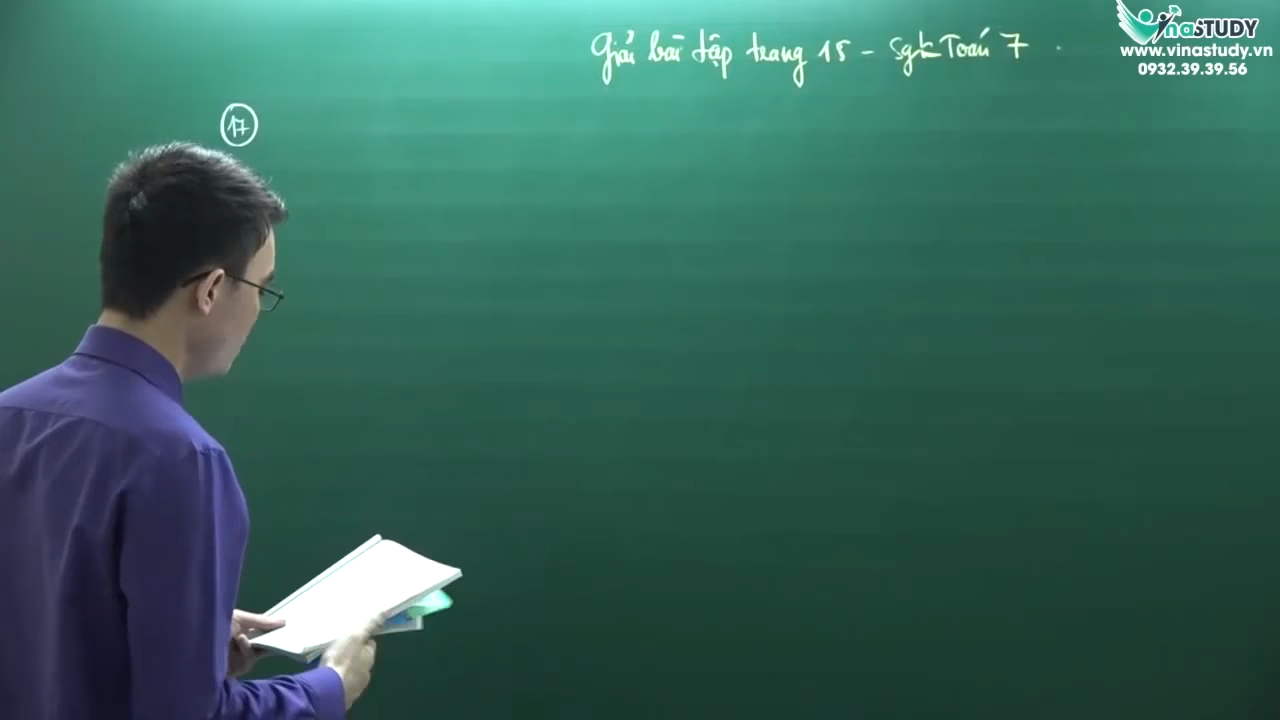 Giải bài tập trang 15 - Sgk Toán 7.
VinaSTUDY
www.vinastudy.vn
0932.39.39.56
17